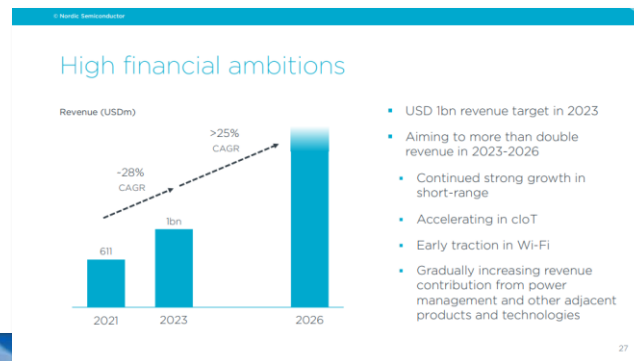 © Nordic Semiconductor
High financial ambitions
Revenue (USDm)
>25%
CAGR
~28%
CAGR
1bn
611
2021
2023
2026
▪ USD 1bn revenue target in 2023
▪ Aiming to more than double
revenue in 2023-2026
▪ Continued strong growth in
short-range
▪ Accelerating in cIoT
▪ Early traction in Wi-Fi
▪ Gradually increasing revenue
contribution from power
management and other adjacent
products and technologies
27